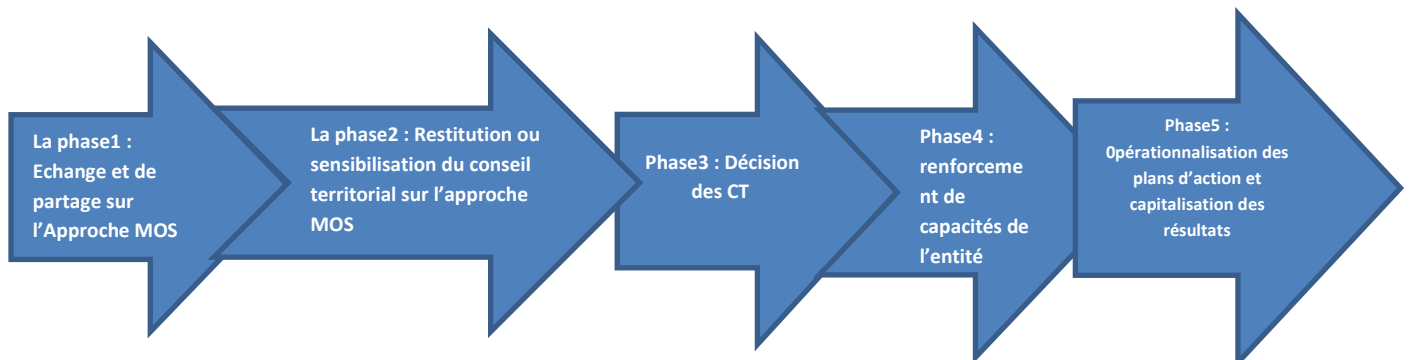 La phase1 :
Echange et de
partage sur
l’Approche MOS
La phase2 : Restitution ou
sensibilisation du conseil
territorial sur l’approche
MOS
Phase3 : Décision
des CT
Phase4 :
renforceme
nt de
capacités de
l’entité
Phase5 :
0pérationnalisation des
plans d’action et
capitalisation des
résultats